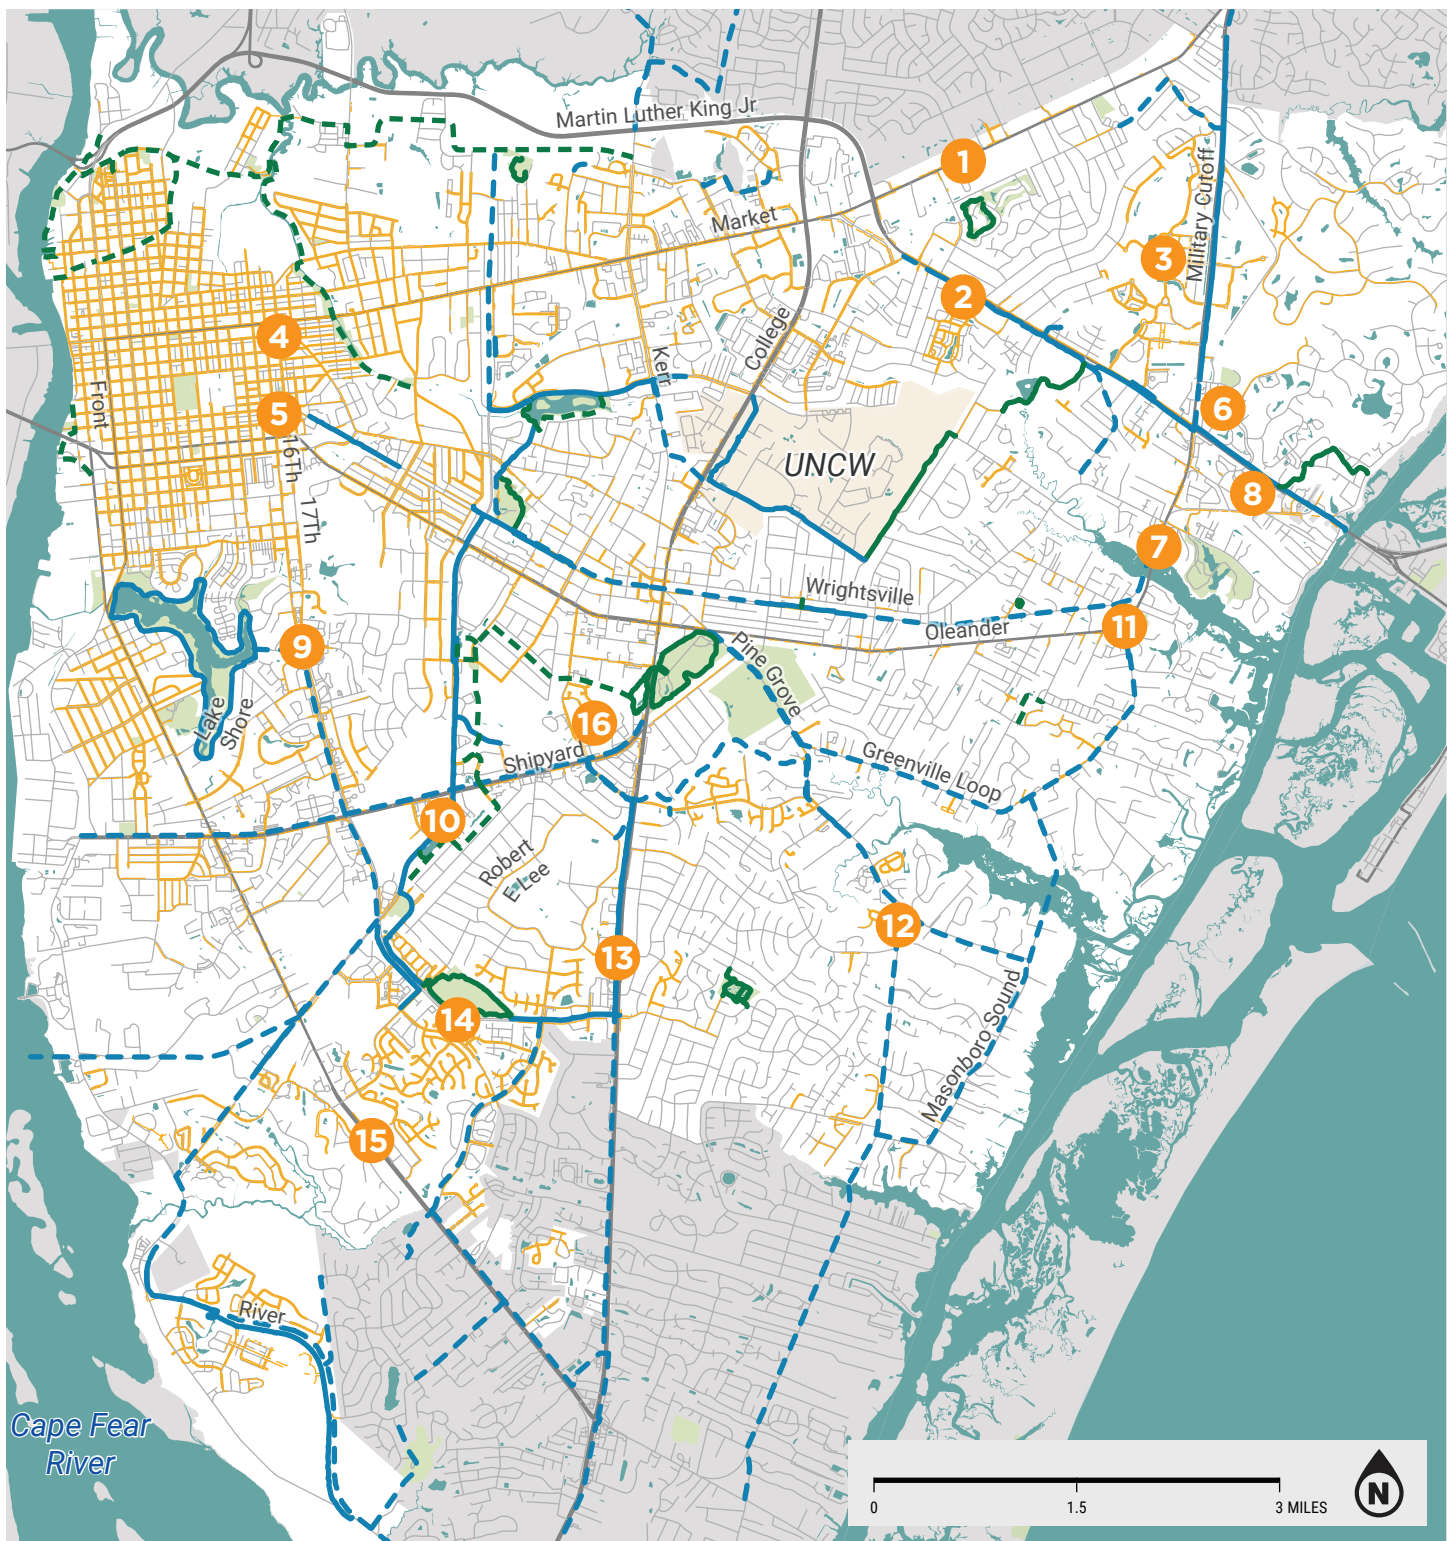 Martin Luther King Jr
1
Market
Military Cutoff
3
2
College
4
Kerr
Front
5
6
16Th
UNCW
8
17Th
7
Wrightsville
Oleander
11
9
Pine Grove
Lake
Shore
16
Shipyard
Greenville Loop
10
Robert
E Lee
12
13
Masonboro Sound
14
15
River
Cape Fear
River
0
1.5
3 MILES
N